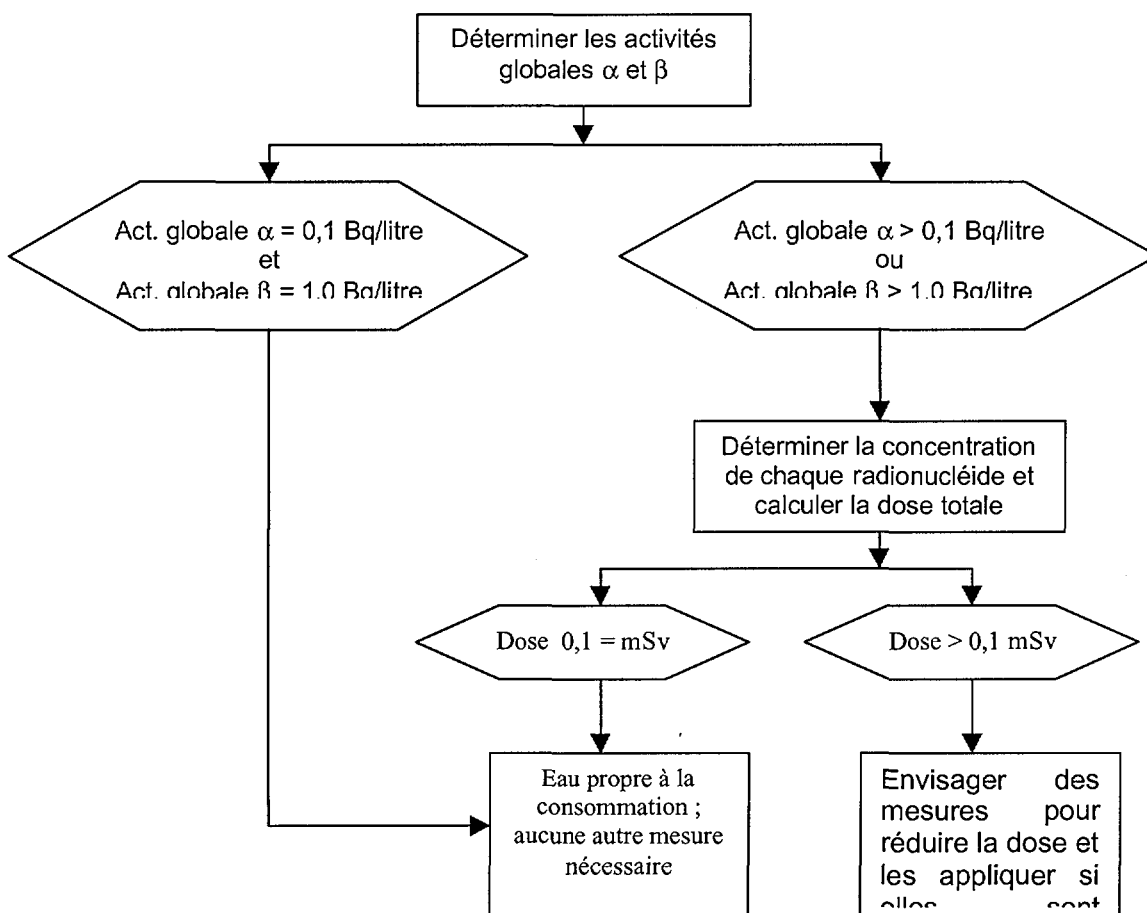 Déterminer les activités
globales α et β
Act. globale α = 0,1 Bq/litre
et
Act. globale β = 1,0 Bq/litre
Act. globale α > 0,1 Bq/litre
ou
Act. globale β > 1,0 Bq/litre
Déterminer la concentration
de chaque radionucléide et
calculer la dose totale
Dose 0,1 = mSv
Dose > 0,1 mSv
Eau propre à la
consommation ;
aucune autre mesure
nécessaire
Envisager des
mesures pour
réduire la dose et
les appliquer si
elles sont